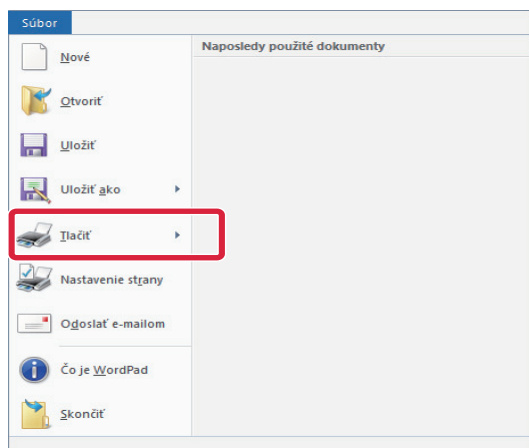 Súbor
Naposledy použité dokumenty
Nové
Otvoriť
Uložiť
Uložiť ako
Tlačiť
Nastavenie strany
Odoslať e-mailom
Čo je WordPad
Skončiť